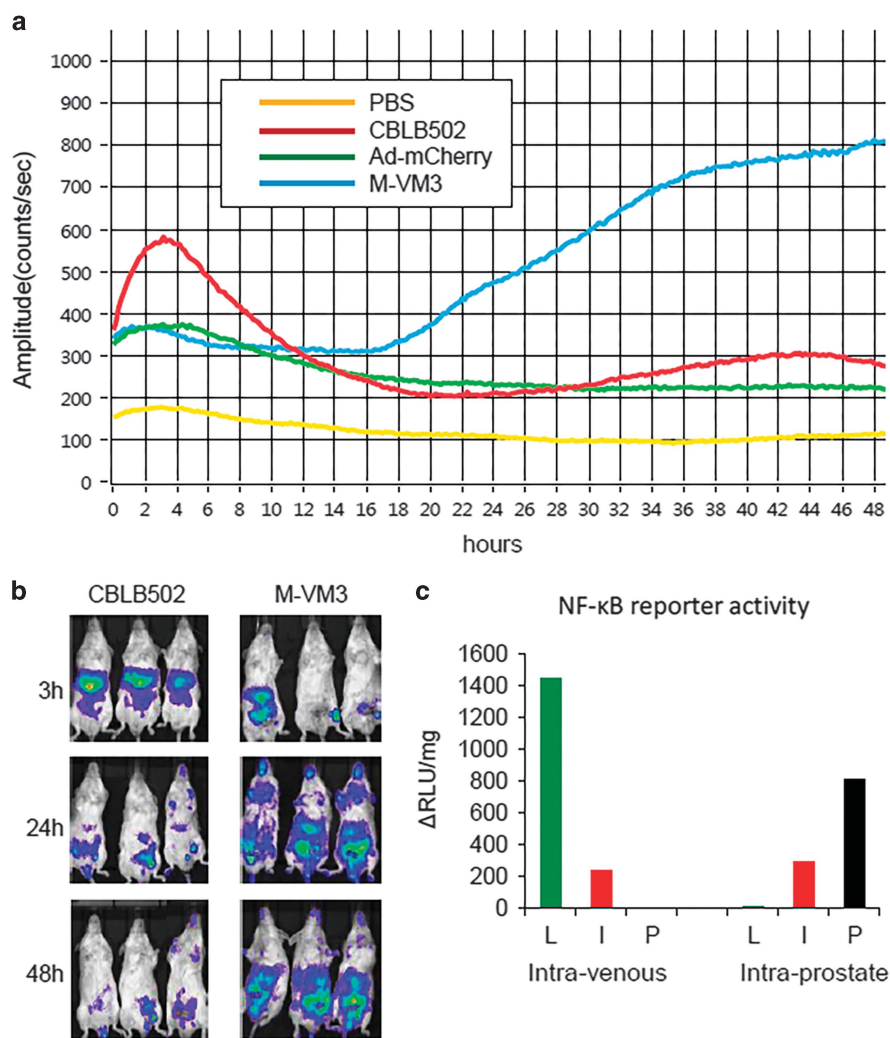 a
1000
900
800
700
600
500
400
300
200
100
0
Amplitude(counts/sec)
PBS
CBLB502
Ad-mCherry
M-VM3
0 2 4 6 8 10 12 14 16 18 20 22 24 26 28 30 32 34 36 38 40 42 44 46 48
hours
b
CBLB502 M-VM3
3h
24h
48h
c
NF-κB reporter activity
1600
1400
1200
1000
800
600
400
200
0
ΔRLU/mg
L I P L I P
Intra-venous Intra-prostate